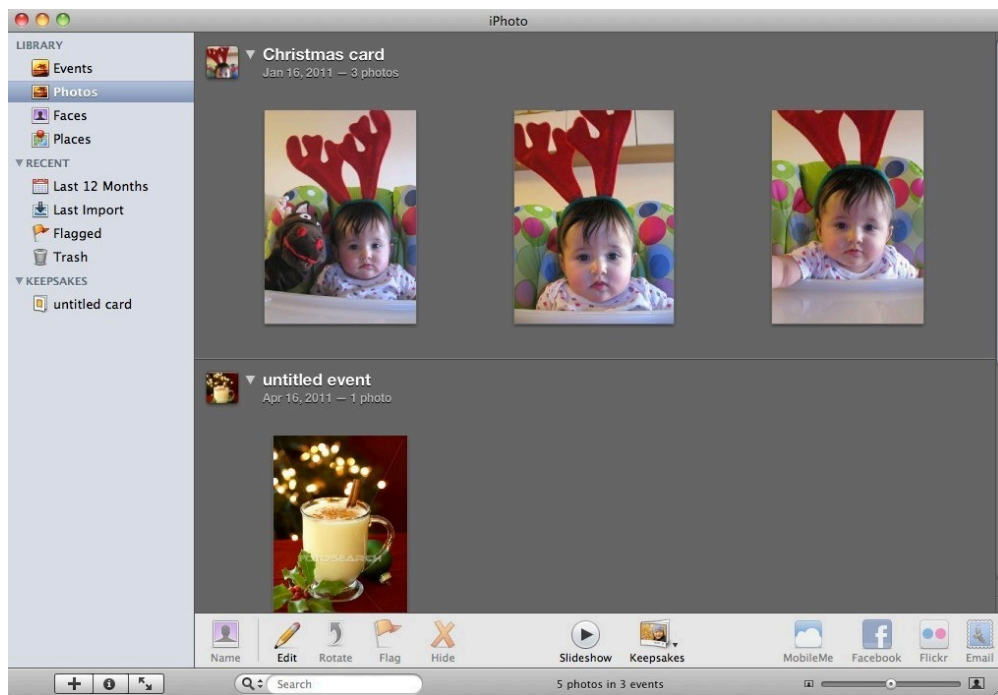 iPhoto
LIBRARY
Events
Photos
Faces
Places
RECENT
Last 12 Months
Last Import
Flagged
Trash
KEEPSAKES
untitled card
Christmas card
Jan 16, 2011 — 3 photos
untitled event
Apr 16, 2011 — 1 photo
Name
Edit
Rotate
Flag
Hide
Slideshow
Keepsakes
MobileMe
Facebook
Flickr
Email
Search
5 photos in 3 events